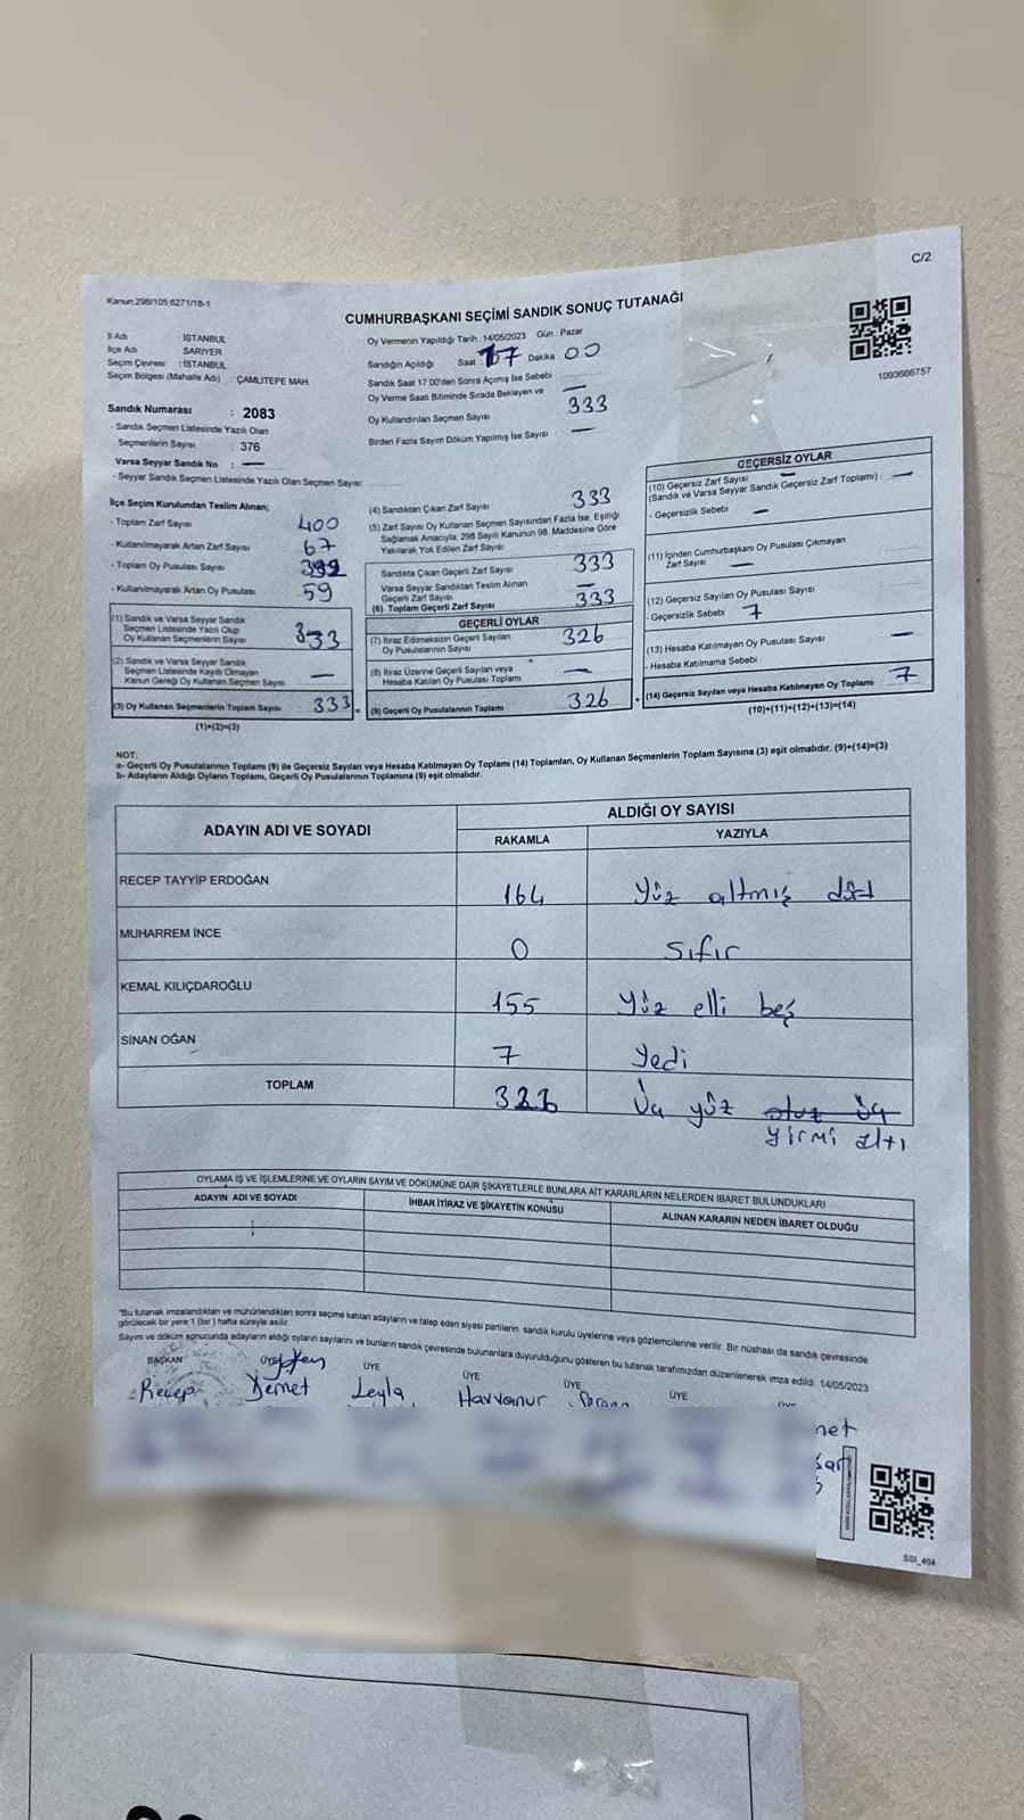 C/2
Kanun:298/105,6271/18-1
CUMHURBAŞKANI SEÇİMİ SANDIK SONUÇ TUTANAĞI
1093666757
İl Adı İSTANBUL
İlçe Adı SARIYER
Seçim Çevresi : İSTANBUL
Seçim Bölgesi (Mahalle Adı) : ÇAMLITEPE MAH.
Sandık Numarası : 2083
- Sandık Seçmen Listesinde Yazılı Olan
Seçmenlerin Sayısı : 376
Varsa Seyyar Sandık No : —
- Seyyar Sandık Seçmen Listesinde Yazılı Olan Seçmen Sayısı:
Oy Vermenin Yapıldığı Tarih : 14/05/2023 Gün : Pazar
Sandığın Açıldığı Saat 17 Dakika 00
Sandık Saat 17.00'den Sonra Açılmış İse Sebebi
Oy Verme Saati Bitiminde Sırada Bekleyen ve —
Oy Kullandırılan Seçmen Sayısı 333
Birden Fazla Sayım Döküm Yapılmış İse Sayısı : —
İlçe Seçim Kurulundan Teslim Alınan;
- Toplam Zarf Sayısı 400
- Kullanılmayarak Artan Zarf Sayısı 67
- Toplam Oy Pusulası Sayısı
- Kullanılmayarak Artan Oy Pusulası 59
(1) Sandık ve Varsa Seyyar Sandık
Seçmen Listesinde Yazılı Olup
Oy Kullanan Seçmenlerin Sayısı 333
(2) Sandık ve Varsa Seyyar Sandık
Seçmen Listesinde Kayıtlı Olmayan
Kanun Gereği Oy Kullanan Seçmen Sayısı —
(3) Oy Kullanan Seçmenlerin Toplam Sayısı 333
(1)+(2)=(3)
(4) Sandıktan Çıkan Zarf Sayısı 333
(5) Zarf Sayısı Oy Kullanan Seçmen Sayısından Fazla İse, Eşitliği
Sağlamak Amacıyla, 298 Sayılı Kanunun 98. Maddesine Göre
Yakılarak Yok Edilen Zarf Sayısı
Sandıkta Çıkan Geçerli Zarf Sayısı 333
Varsa Seyyar Sandıktan Teslim Alınan
Geçerli Zarf Sayısı —
(6) Toplam Geçerli Zarf Sayısı 333
GEÇERLİ OYLAR
(7) İtiraz Edilmeksizin Geçerli Sayılan
Oy Pusulasının Sayısı 326
(8) İtiraz Üzerine Geçerli Sayılan veya
Hesaba Katılan Oy Pusulası Toplamı —
(9) Geçerli Oy Pusulalarının Toplamı 326
GEÇERSİZ OYLAR
(10) Geçersiz Zarf Sayısı —
(Sandık ve Varsa Seyyar Sandık Geçersiz Zarf Toplamı) : —
- Geçersizlik Sebebi —
(11) İçinden Cumhurbaşkanı Oy Pusulası Çıkmayan
Zarf Sayısı —
(12) Geçersiz Sayılan Oy Pusulası Sayısı
- Geçersizlik Sebebi 7
(13) Hesaba Katılmayan Oy Pusulası Sayısı —
- Hesaba Katılmama Sebebi
(14) Geçersiz Sayılan veya Hesaba Katılmayan Oy Toplamı 7
(10)+(11)+(12)+(13)=(14)
NOT:
a- Geçerli Oy Pusulalarının Toplamı (9) ile Geçersiz Sayılan veya Hesaba Katılmayan Oy Toplamı (14) Toplamları, Oy Kullanan Seçmenlerin Toplam Sayısına (3) eşit olmalıdır. (9)+(14)=(3)
b- Adayların Aldığı Oyların Toplamı, Geçerli Oy Pusulalarının Toplamına (9) eşit olmalıdır.
ADAYIN ADI VE SOYADI
ALDIĞI OY SAYISI
RAKAMLA YAZIYLA
RECEP TAYYİP ERDOĞAN 164 Yüz altmış dört
MUHARREM İNCE 0 Sıfır
KEMAL KILIÇDAROĞLU 155 Yüz elli beş
SİNAN OĞAN 7 Yedi
TOPLAM 326 Üç yüz otuz üç
yirmi altı
OYLAMA İŞ VE İŞLEMLERİNE VE OYLARIN SAYIM VE DÖKÜMÜNE DAİR ŞİKAYETLERLE BUNLARA AİT KARARLARIN NELERDEN İBARET BULUNDUKLARI
ADAYIN ADI VE SOYADI İHBAR İTİRAZ VE ŞİKAYETİN KONUSU ALINAN KARARIN NEDEN İBARET OLDUĞU
"Bu tutanak imzalandıktan ve mühürlendikten sonra seçime katılan adayların ve talep eden siyasi partilerin sandık kurulu üyelerine veya gözlemcilerine verilir. Bir nüshası da sandık çevresinde
görülecek bir yere 1 (bir) hafta süreyle asılır.
Sayım ve döküm sonucunda adayların aldığı oyların sayılarını ve bunların sandık çevresinde bulunanlara duyurulduğunu gösteren bu tutanak tarafımızdan düzenlenerek imza edildi. 14/05/2023
BAŞKAN ÜYE ÜYE ÜYE ÜYE
Recep Demet Leyla Havvanur
net
SSI_404